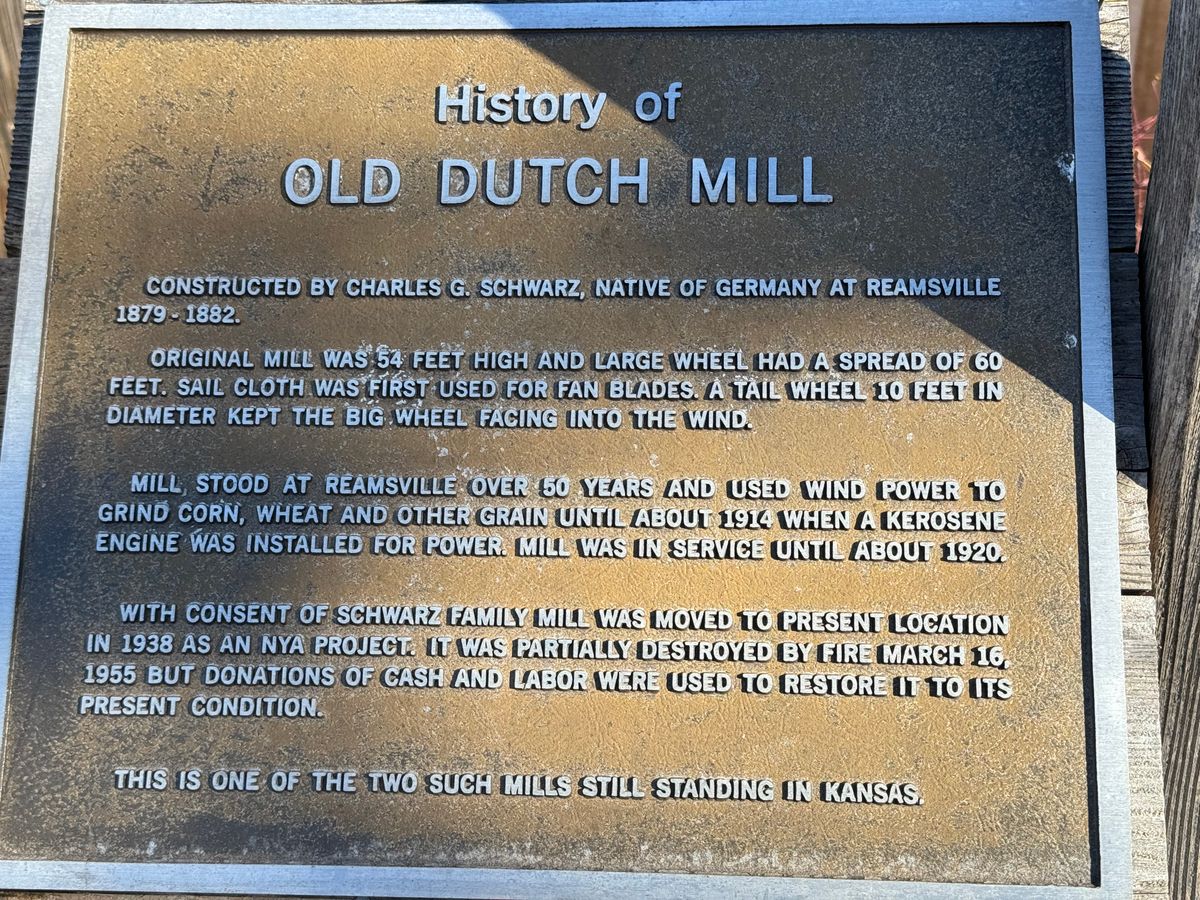 History of
OLD DUTCH MILL
CONSTRUCTED BY CHARLES G. SCHWARZ, NATIVE OF GERMANY AT REAMSVILLE
1879 - 1882.
ORIGINAL MILL WAS 54 FEET HIGH AND LARGE WHEEL HAD A SPREAD OF 60
FEET. SAIL CLOTH WAS FIRST USED FOR FAN BLADES. A TAIL WHEEL 10 FEET IN
DIAMETER KEPT THE BIG WHEEL FACING INTO THE WIND.
MILL STOOD AT REAMSVILLE OVER 50 YEARS AND USED WIND POWER TO
GRIND CORN, WHEAT AND OTHER GRAIN UNTIL ABOUT 1914 WHEN A KEROSENE
ENGINE WAS INSTALLED FOR POWER. MILL WAS IN SERVICE UNTIL ABOUT 1920.
WITH CONSENT OF SCHWARZ FAMILY MILL WAS MOVED TO PRESENT LOCATION
IN 1938 AS AN NYA PROJECT. IT WAS PARTIALLY DESTROYED BY FIRE MARCH 16,
1955 BUT DONATIONS OF CASH AND LABOR WERE USED TO RESTORE IT TO ITS
PRESENT CONDITION.
THIS IS ONE OF THE TWO SUCH MILLS STILL STANDING IN KANSAS.